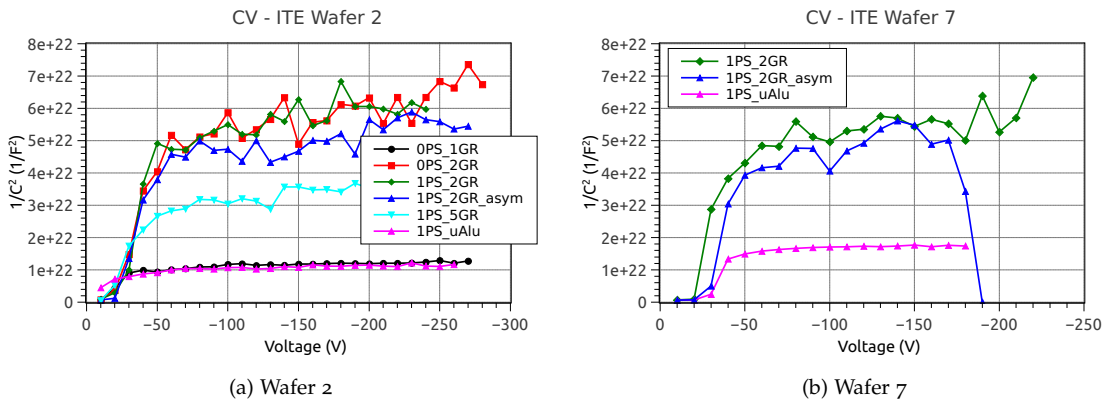 CV - ITE Wafer 2
8e+22
7e+22
6e+22
5e+22
4e+22
3e+22
2e+22
1e+22
0
1/C² (1/F²)
0PS_1GR
0PS_2GR
1PS_2GR
1PS_2GR_asym
1PS_5GR
1PS_uAlu
0 −50 −100 −150 −200 −250 −300
Voltage (V)
(a) Wafer 2
CV - ITE Wafer 7
8e+22
7e+22
6e+22
5e+22
4e+22
3e+22
2e+22
1e+22
0
1/C² (1/F²)
1PS_2GR
1PS_2GR_asym
1PS_uAlu
0 −50 −100 −150 −200 −250
Voltage (V)
(b) Wafer 7